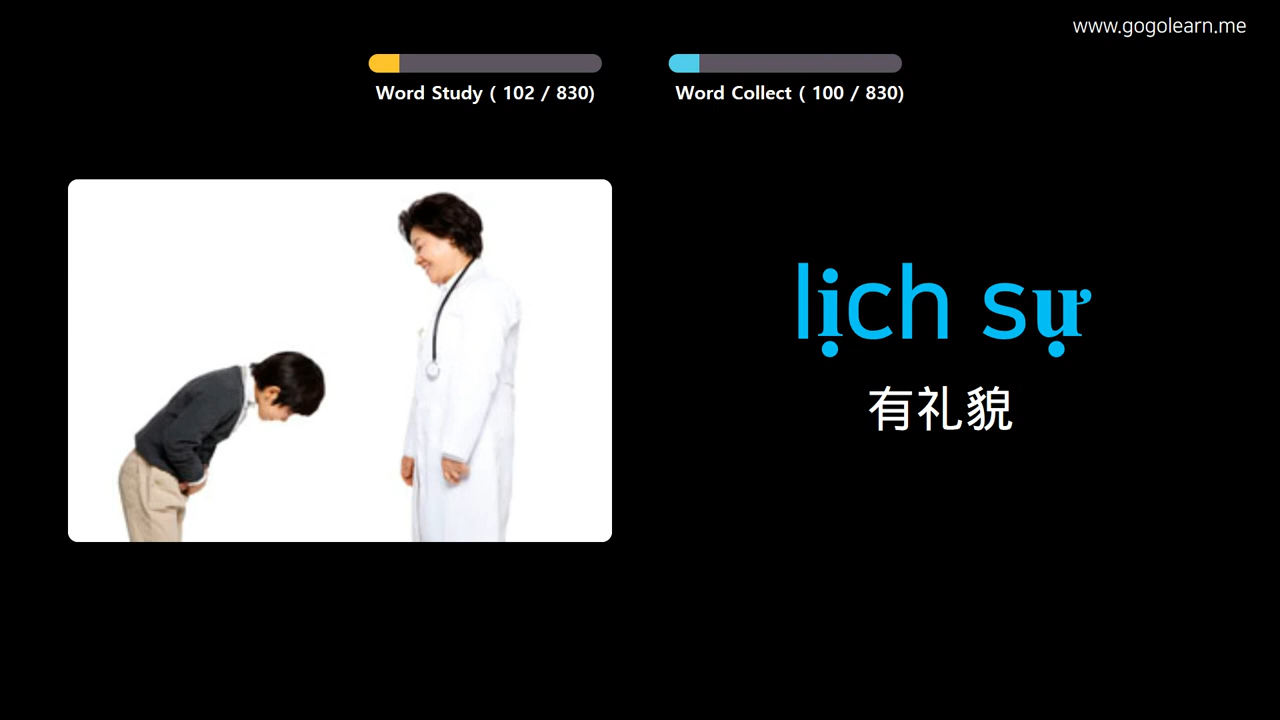 www.gogolearn.me
Word Study ( 102 / 830)
Word Collect ( 100 / 830)
lịch sự
有礼貌